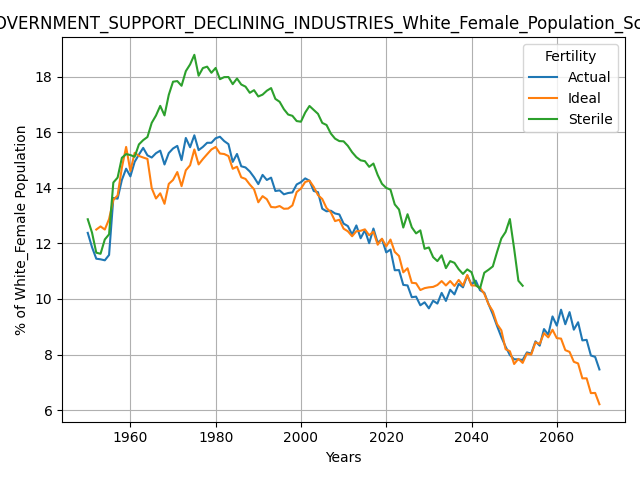 OVERNMENT_SUPPORT_DECLINING_INDUSTRIES_White_Female_Population_Sc
Fertility
Actual
Ideal
Sterile
% of White_Female Population
18
16
14
12
10
8
6
1960 1980 2000 2020 2040 2060
Years